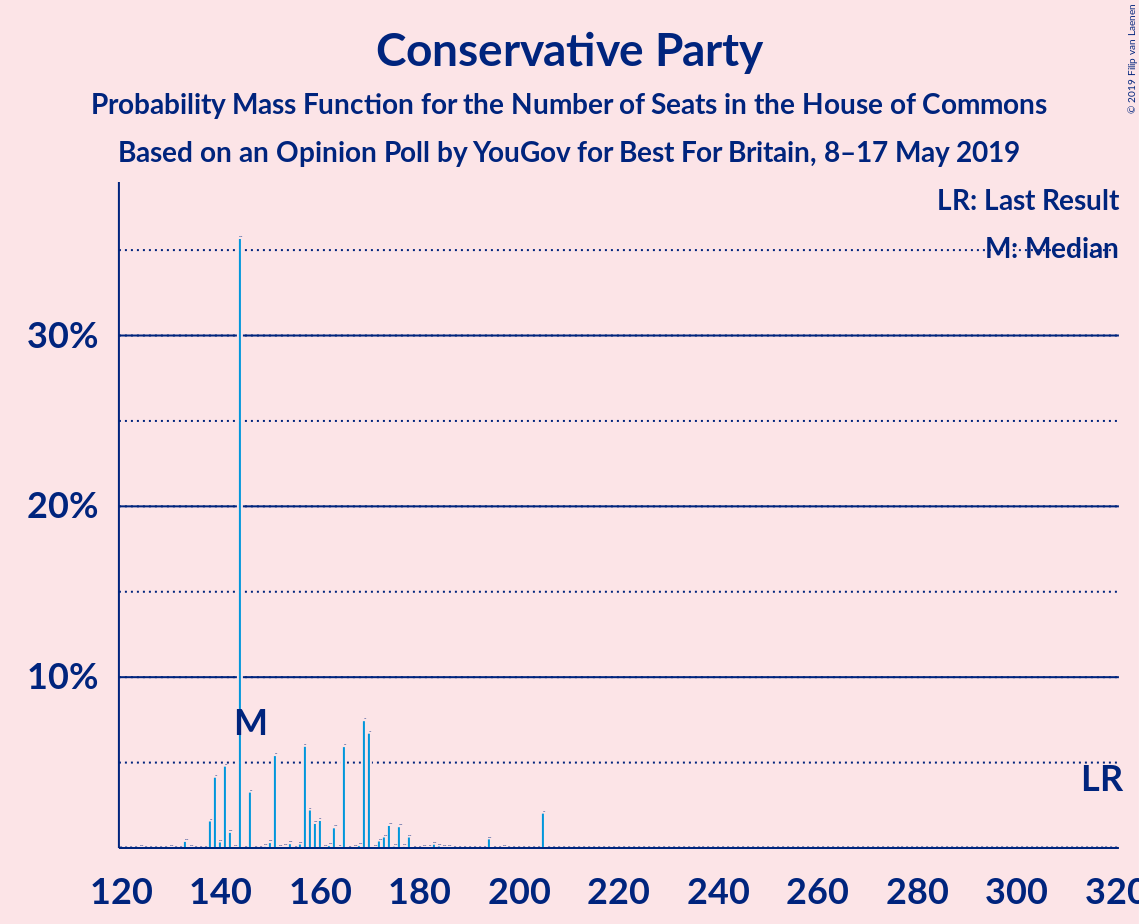 Conservative Party
Probability Mass Function for the Number of Seats in the House of Commons
Based on an Opinion Poll by YouGov for Best For Britain, 8–17 May 2019
© 2019 Filip van Laenen
LR: Last Result
M: Median
30%
20%
10%
M
LR
120 140 160 180 200 220 240 260 280 300 320